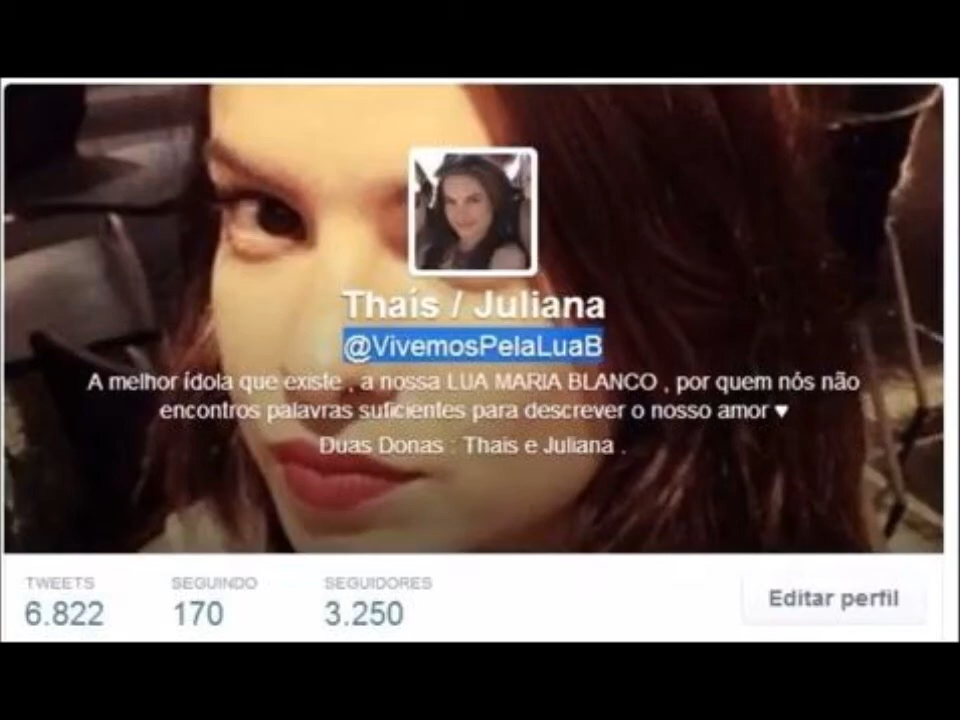 Thaís / Juliana
@VivemosPelaLuaB
A melhor ídola que existe , a nossa LUA MARIA BLANCO , por quem nós não
encontros palavras suficientes para descrever o nosso amor ♥
Duas Donas : Thais e Juliana .
TWEETS SEGUINDO SEGUIDORES
6.822 170 3.250
Editar perfil